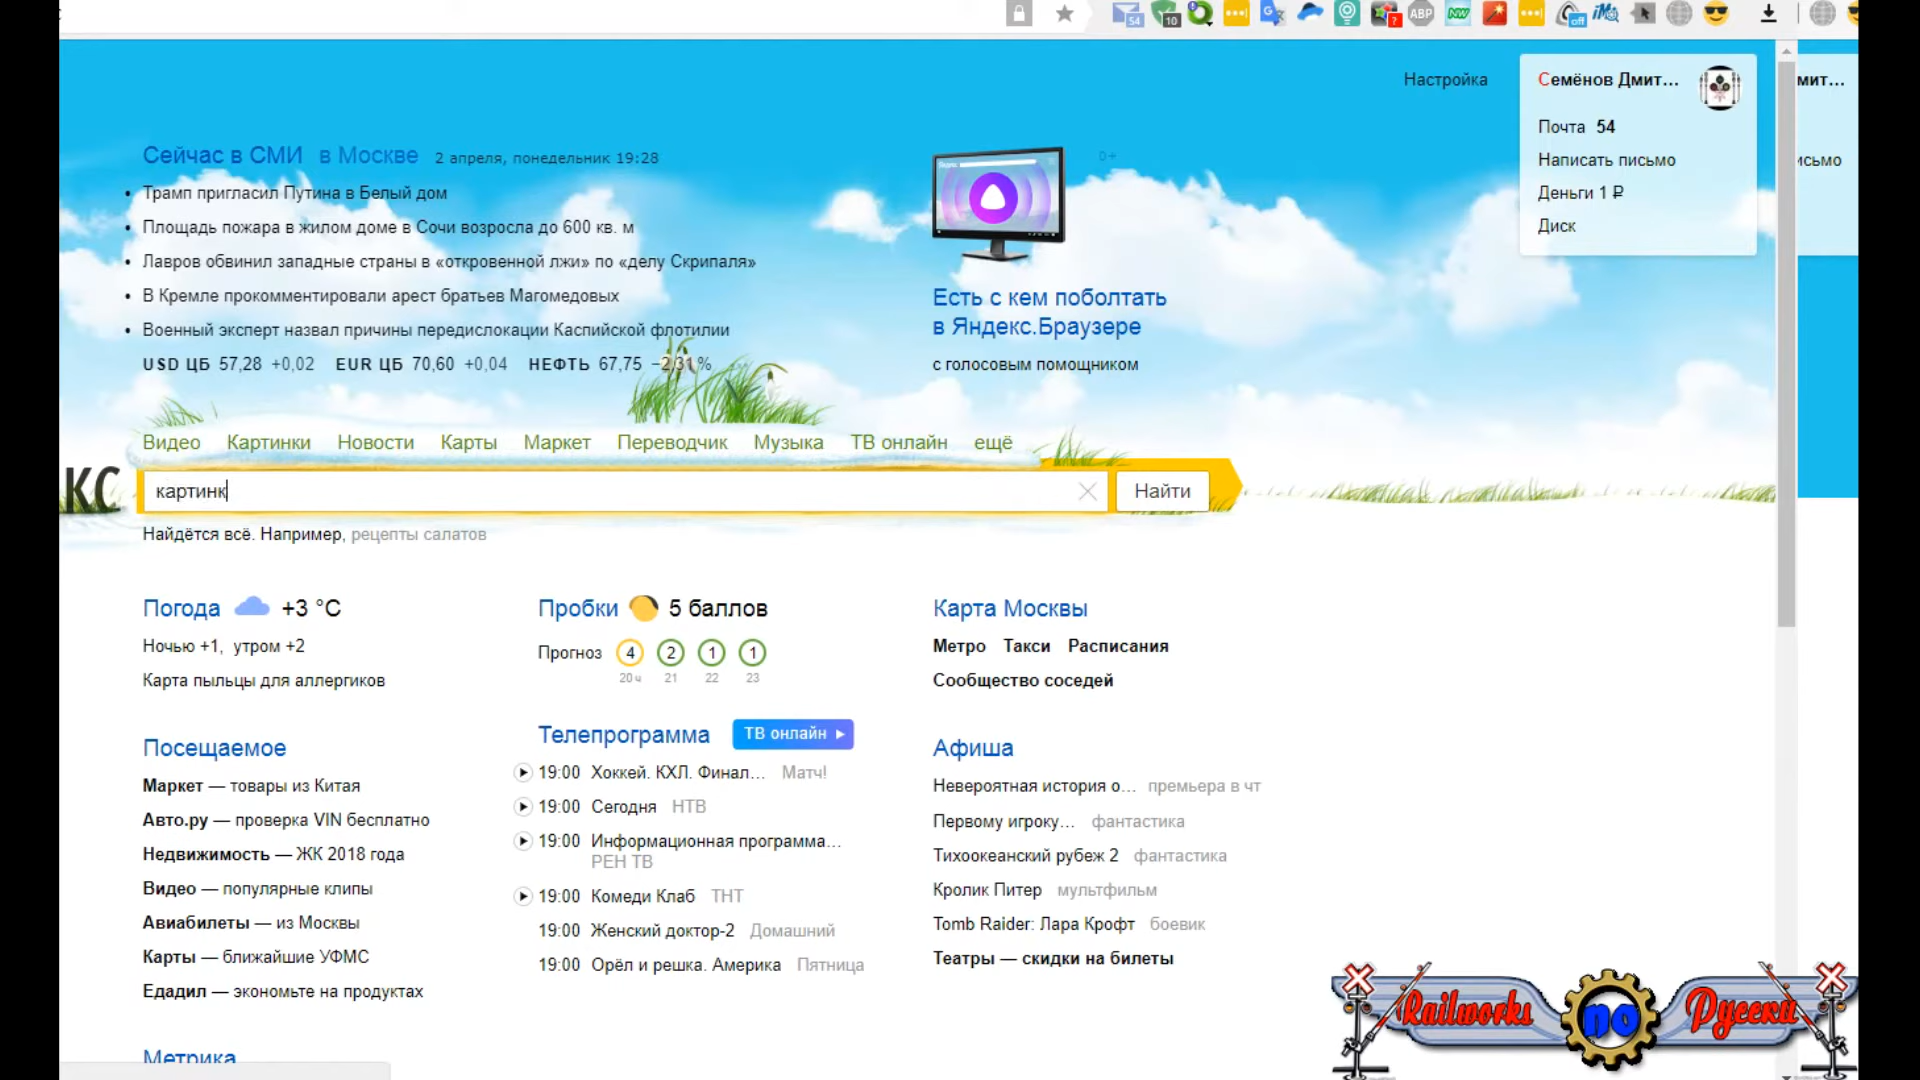 54
10
?
ABP
NW
off
Настройка
Семёнов Дмит...
мит...
Почта 54
Написать письмо
исьмо
Деньги 1 ₽
Диск
Сейчас в СМИ в Москве 2 апреля, понедельник 19:28
Трамп пригласил Путина в Белый дом
Площадь пожара в жилом доме в Сочи возросла до 600 кв. м
Лавров обвинил западные страны в «откровенной лжи» по «делу Скрипаля»
В Кремле прокомментировали арест братьев Магомедовых
Военный эксперт назвал причины передислокации Каспийской флотилии
USD ЦБ 57,28 +0,02 EUR ЦБ 70,60 +0,04 НЕФТЬ 67,75 −2,31%
0+
Есть с кем поболтать
в Яндекс.Браузере
с голосовым помощником
Видео Картинки Новости Карты Маркет Переводчик Музыка ТВ онлайн ещё
КС
картинк
Найти
Найдётся всё. Например, рецепты салатов
Погода +3 °C
Ночью +1, утром +2
Карта пыльцы для аллергиков
Пробки 5 баллов
Прогноз 4 2 1 1
20 ч 21 22 23
Карта Москвы
Метро Такси Расписания
Сообщество соседей
Посещаемое
Маркет — товары из Китая
Авто.ру — проверка VIN бесплатно
Недвижимость — ЖК 2018 года
Видео — популярные клипы
Авиабилеты — из Москвы
Карты — ближайшие УФМС
Едадил — экономьте на продуктах
Телепрограмма ТВ онлайн
19:00 Хоккей. КХЛ. Финал... Матч!
19:00 Сегодня НТВ
19:00 Информационная программа...
РЕН ТВ
19:00 Комеди Клаб ТНТ
19:00 Женский доктор-2 Домашний
19:00 Орёл и решка. Америка Пятница
Афиша
Невероятная история о... премьера в чт
Первому игроку... фантастика
Тихоокеанский рубеж 2 фантастика
Кролик Питер мультфильм
Tomb Raider: Лара Крофт боевик
Театры — скидки на билеты
Метрика
Railworks по Русски